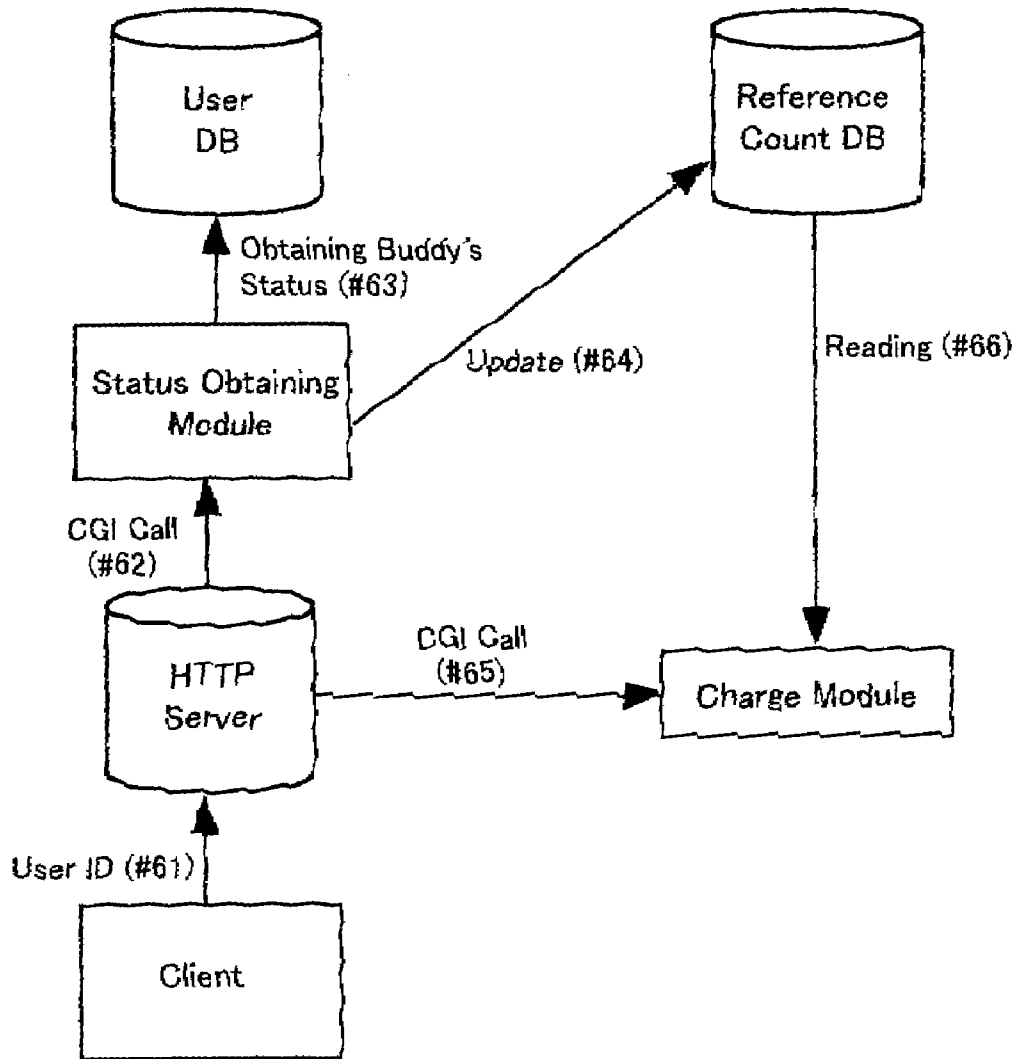 User
DB
Reference
Count DB
Obtaining Buddy's
Status (#63)
Update (#64)
Reading (#66)
Status Obtaining
Module
CGI Call
(#62)
CGI Call
(#65)
HTTP
Server
Charge Module
User ID (#61)
Client